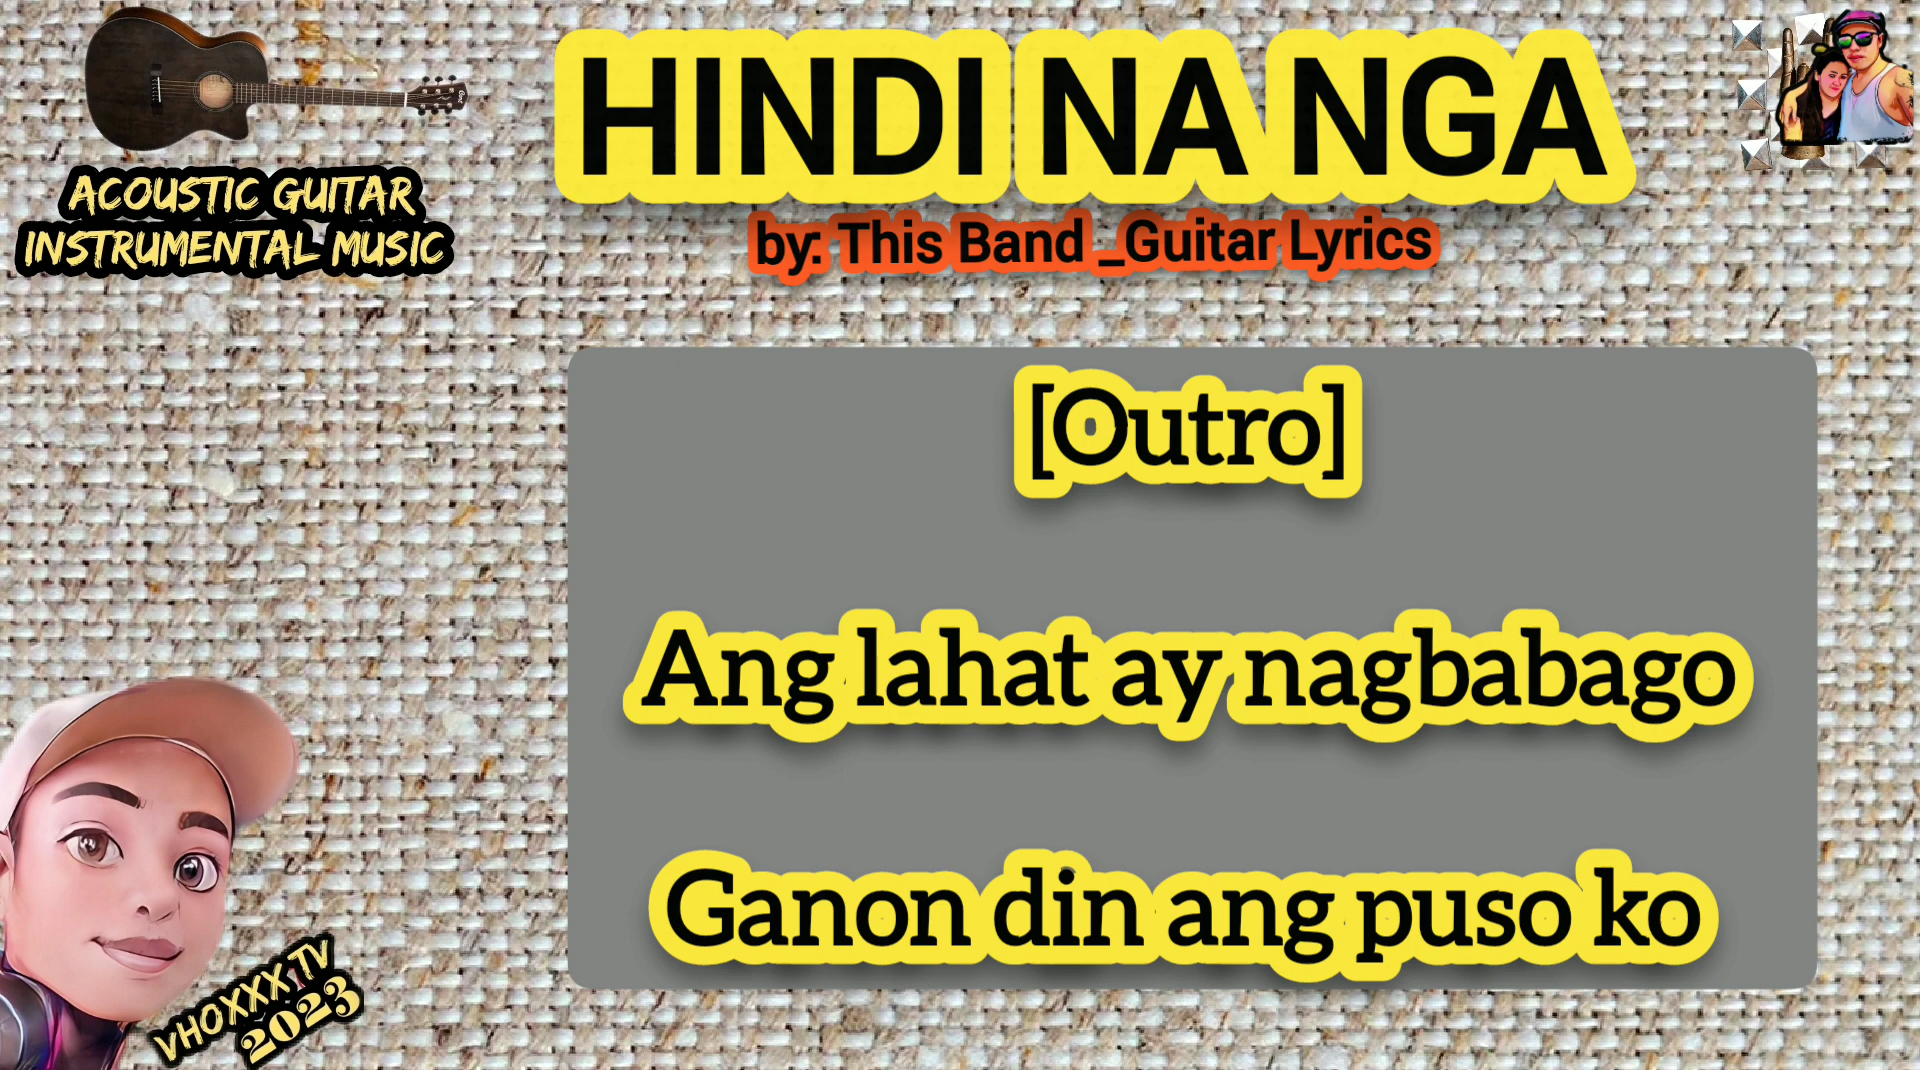 HINDI NA NGA
by: This Band _Guitar Lyrics
ACOUSTIC GUITAR
INSTRUMENTAL MUSIC
[Outro]
Ang lahat ay nagbabago
Ganon din ang puso ko
VHOXXX TV
2023